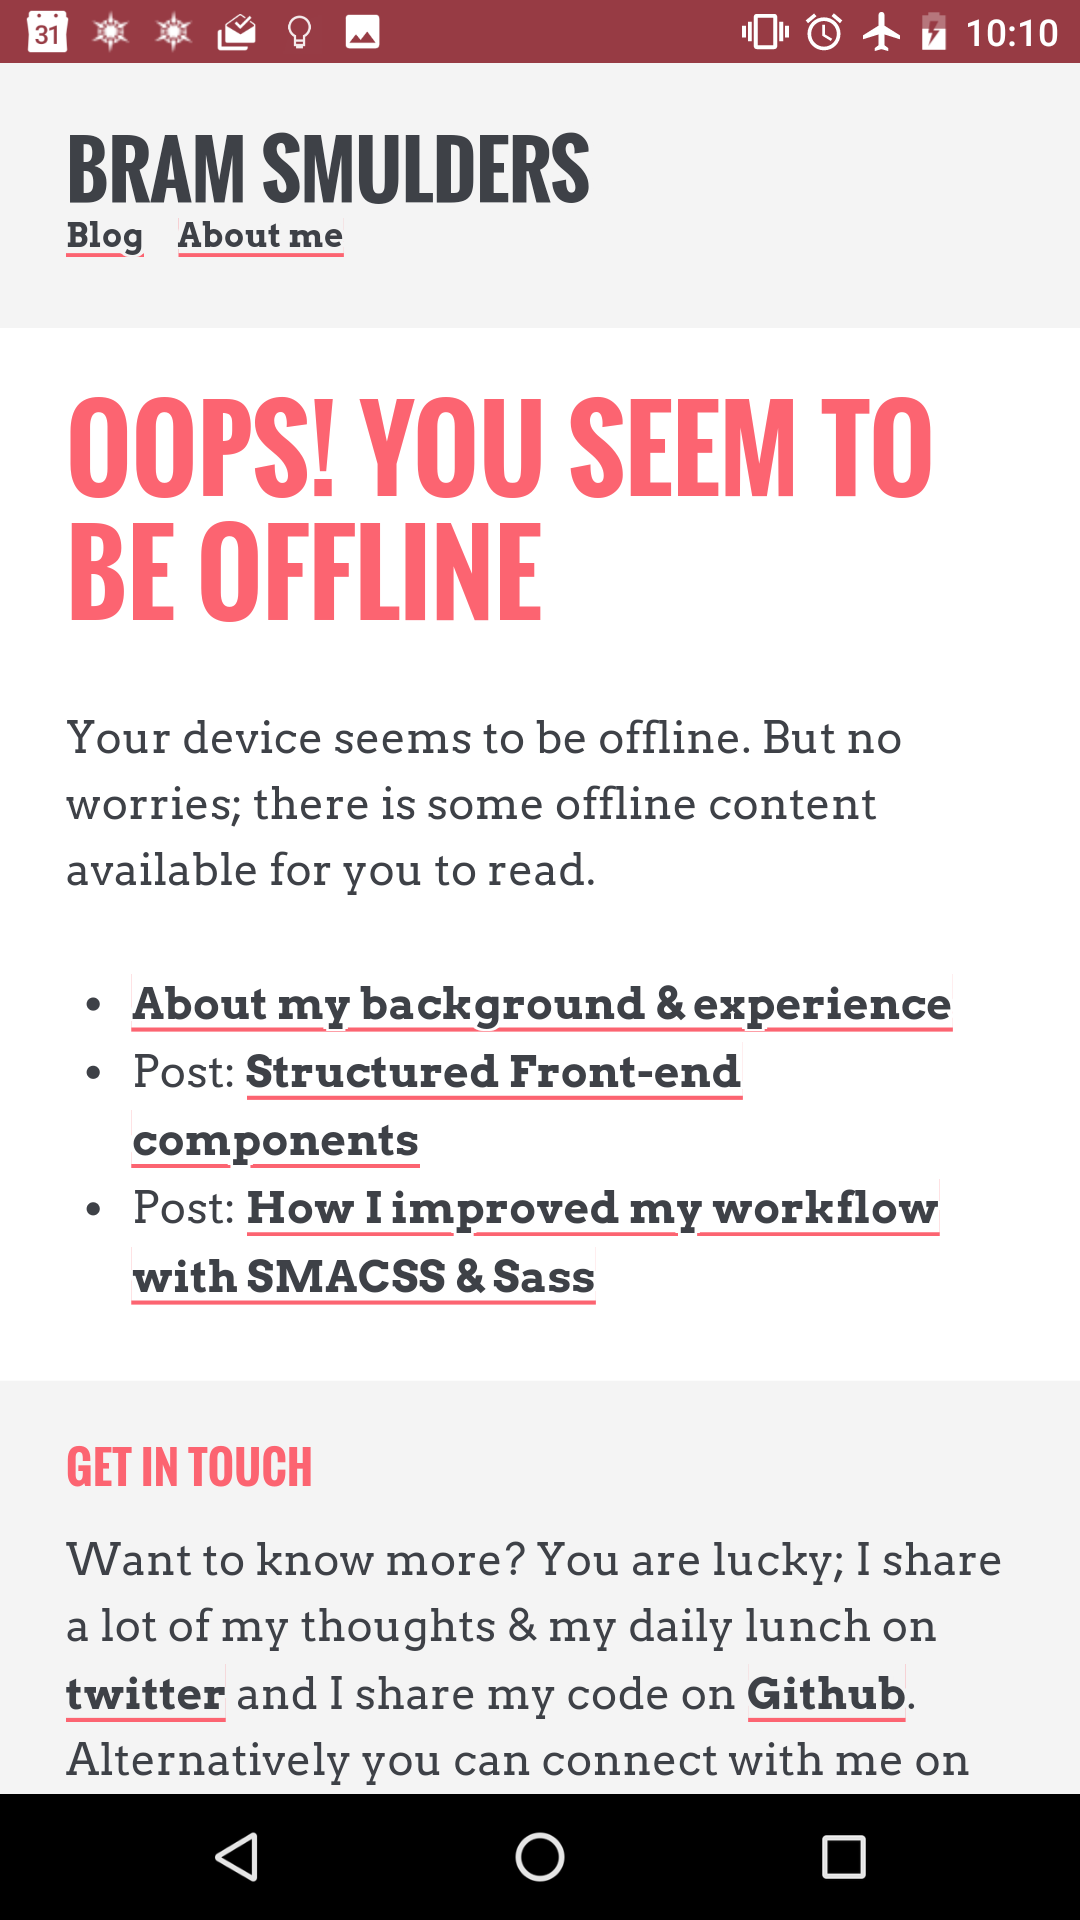 31
10:10
BRAM SMULDERS
Blog About me
OOPS! YOU SEEM TO
BE OFFLINE
Your device seems to be offline. But no
worries; there is some offline content
available for you to read.
• About my background & experience
• Post: Structured Front-end
components
• Post: How I improved my workflow
with SMACSS & Sass
GET IN TOUCH
Want to know more? You are lucky; I share
a lot of my thoughts & my daily lunch on
twitter and I share my code on Github.
Alternatively you can connect with me on